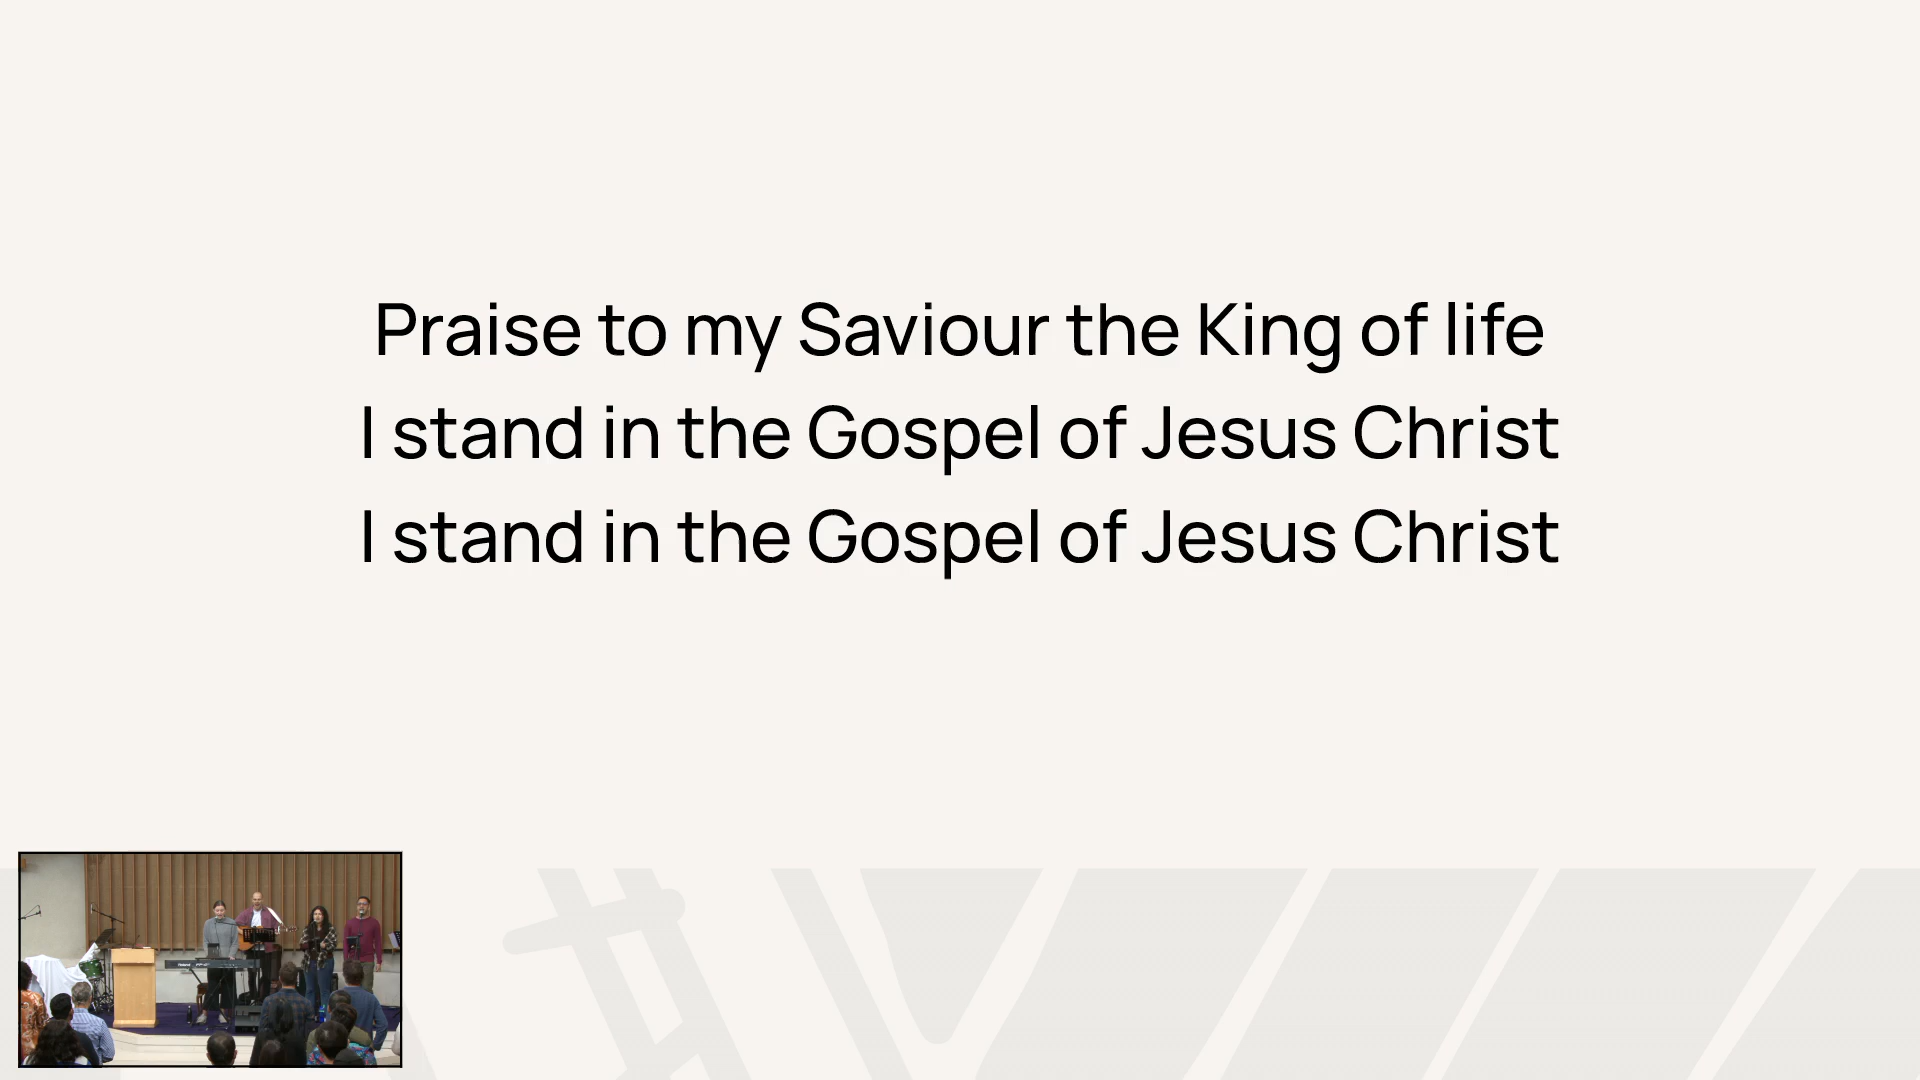 Praise to my Saviour the King of life
I stand in the Gospel of Jesus Christ
I stand in the Gospel of Jesus Christ
Roland